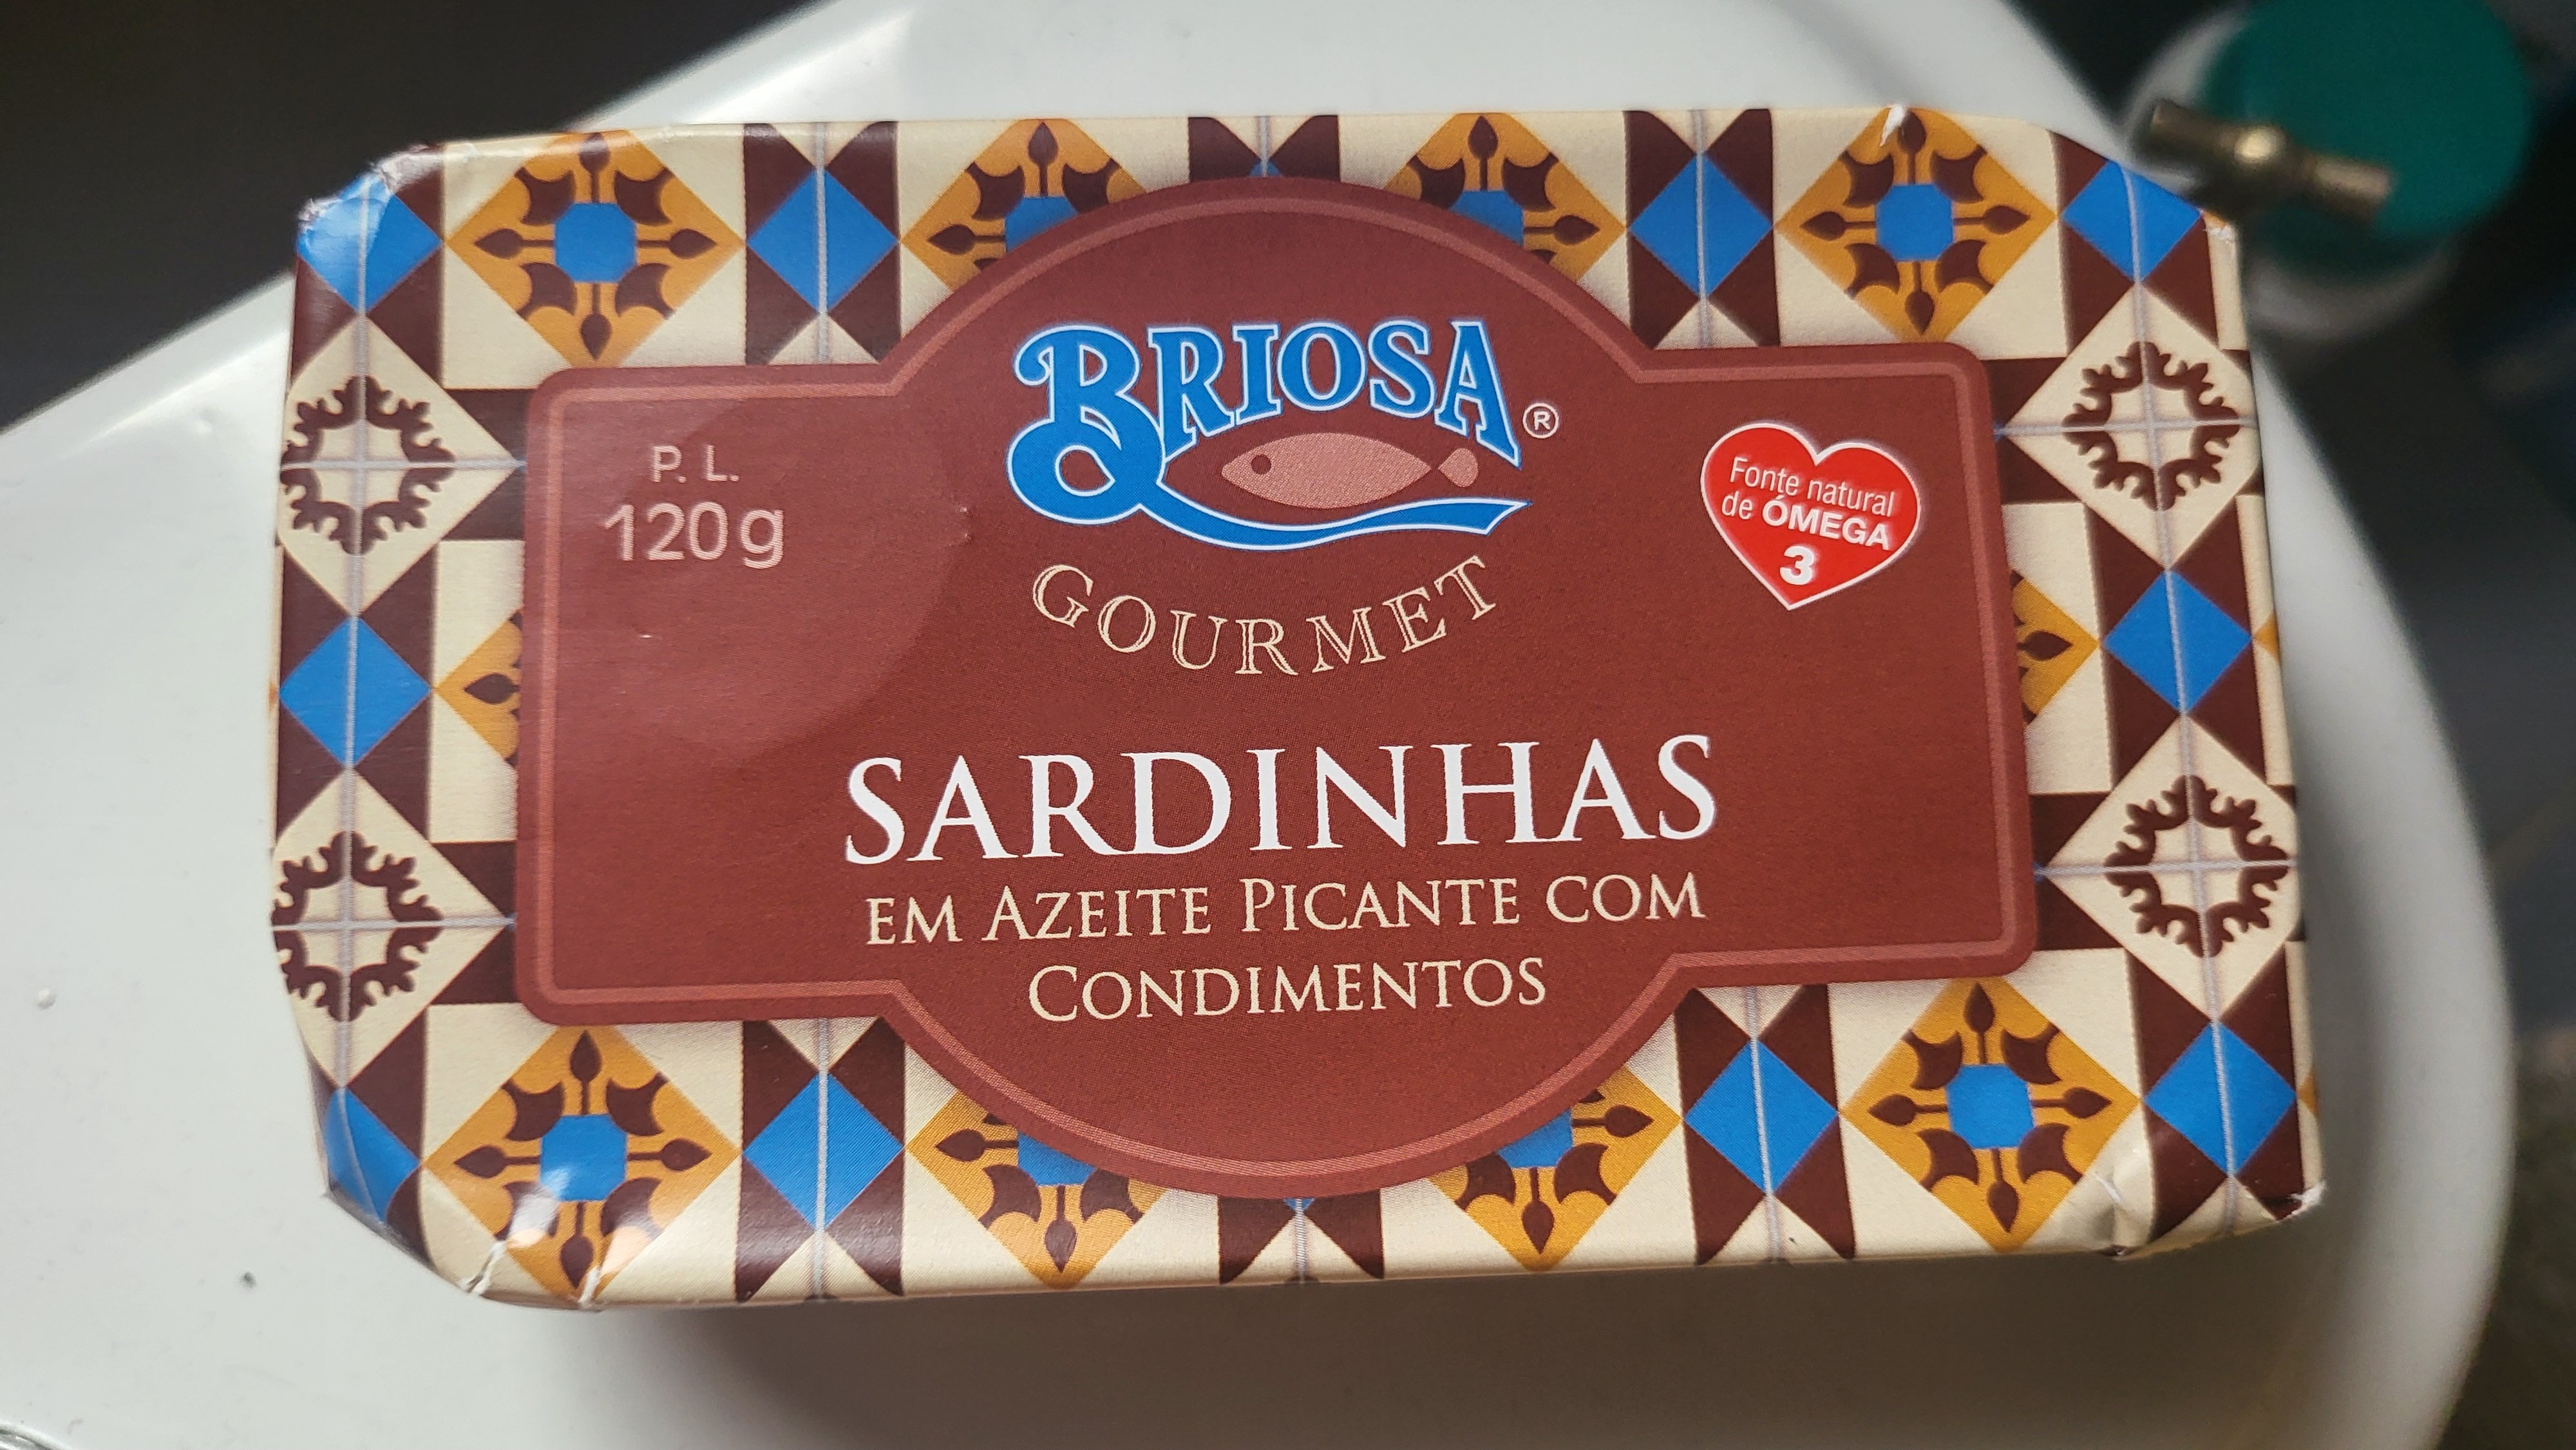 BRIOSA®
P. L.
120g
Fonte natural
de ÓMEGA
3
GOURMET
SARDINHAS
EM AZEITE PICANTE COM
CONDIMENTOS